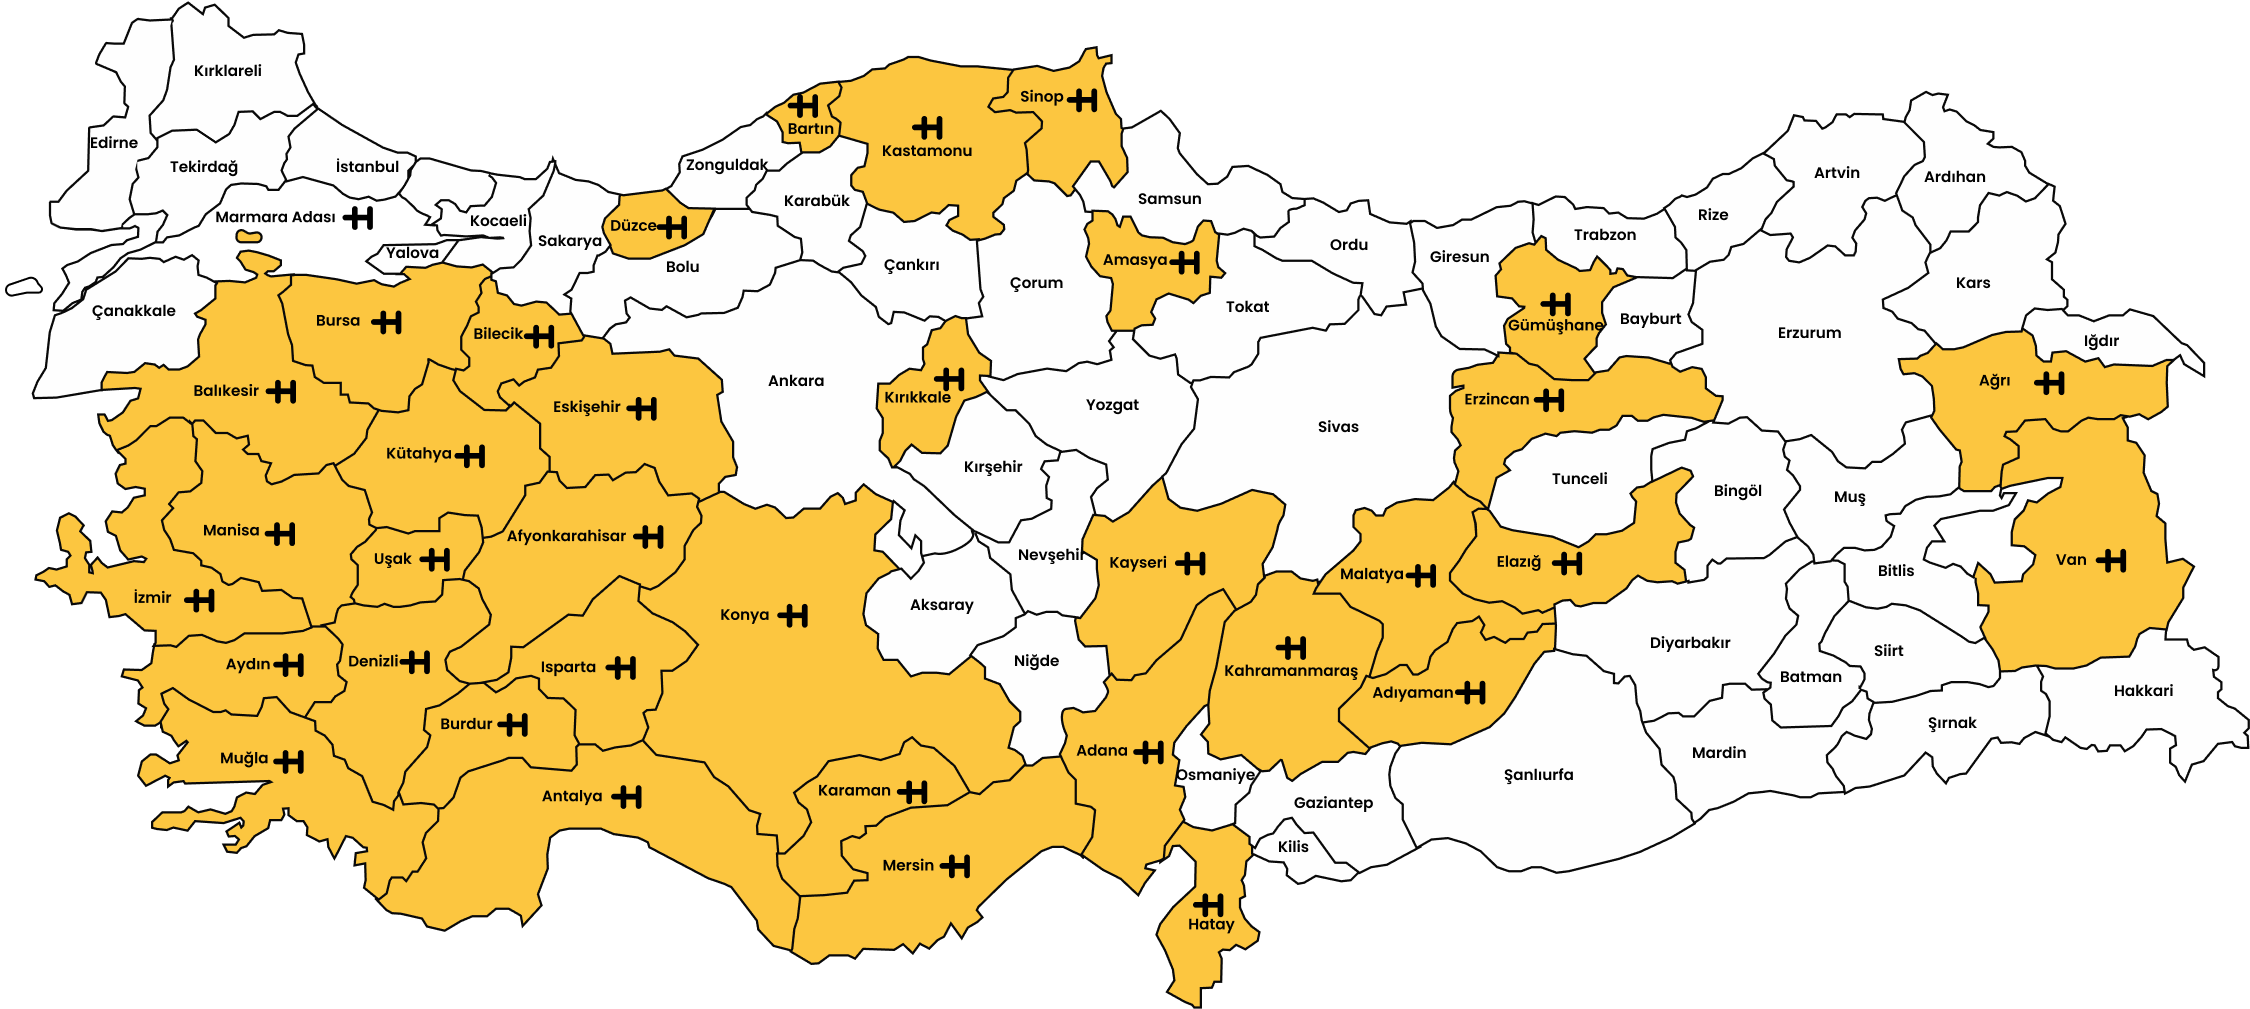 Kırklareli
Edirne
Tekirdağ
İstanbul
Marmara Adası
Kocaeli
Yalova
Sakarya
Düzce
Bolu
Zonguldak
Bartın
Karabük
Kastamonu
Sinop
Samsun
Çankırı
Çorum
Amasya
Tokat
Ordu
Giresun
Gümüşhane
Trabzon
Bayburt
Rize
Artvin
Ardıhan
Kars
Iğdır
Erzurum
Ağrı
Çanakkale
Balıkesir
Bursa
Bilecik
Eskişehir
Kütahya
Ankara
Kırıkkale
Kırşehir
Yozgat
Sivas
Erzincan
Tunceli
Bingöl
Muş
Bitlis
Van
Manisa
İzmir
Uşak
Afyonkarahisar
Aydın
Denizli
Isparta
Burdur
Muğla
Antalya
Konya
Aksaray
Nevşehir
Niğde
Kayseri
Malatya
Elazığ
Kahramanmaraş
Adıyaman
Diyarbakır
Batman
Siirt
Şırnak
Hakkari
Mardin
Şanlıurfa
Gaziantep
Kilis
Osmaniye
Adana
Karaman
Mersin
Hatay